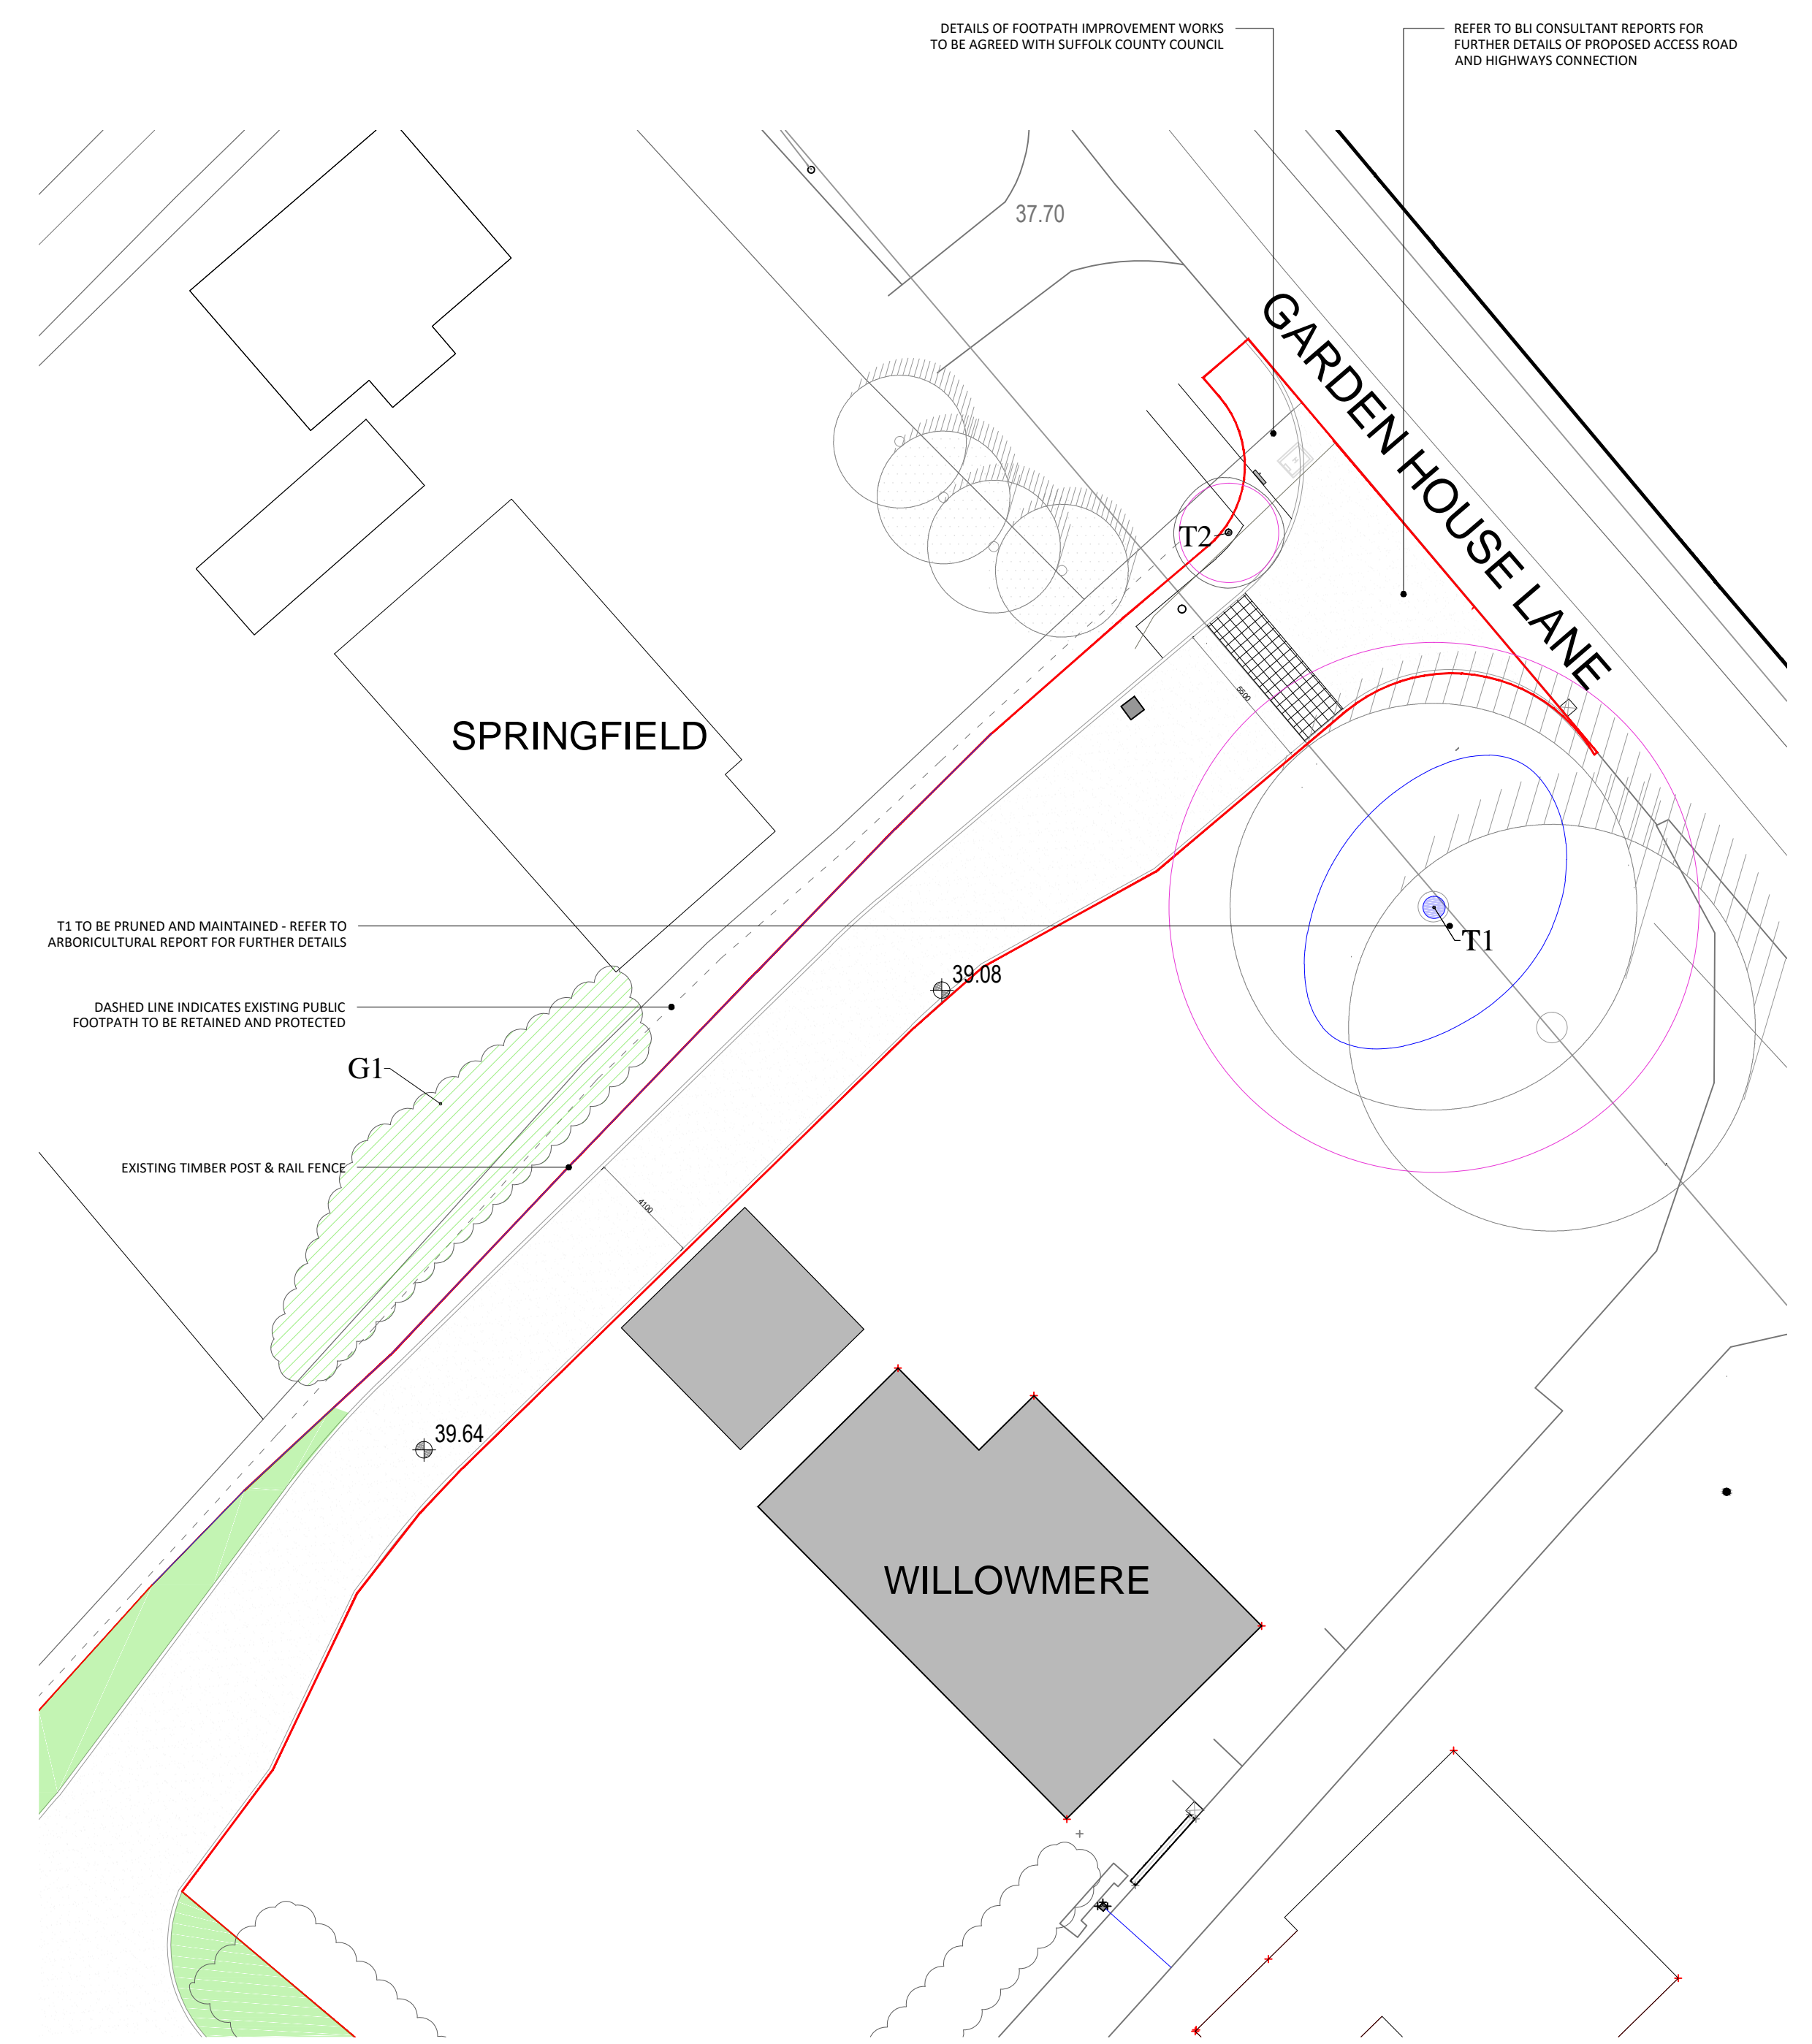 DETAILS OF FOOTPATH IMPROVEMENT WORKS
TO BE AGREED WITH SUFFOLK COUNTY COUNCIL
REFER TO BLI CONSULTANT REPORTS FOR
FURTHER DETAILS OF PROPOSED ACCESS ROAD
AND HIGHWAYS CONNECTION
37.70
GARDEN HOUSE LANE
T2
5500
SPRINGFIELD
T1 TO BE PRUNED AND MAINTAINED - REFER TO
ARBORICULTURAL REPORT FOR FURTHER DETAILS
T1
39.08
DASHED LINE INDICATES EXISTING PUBLIC
FOOTPATH TO BE RETAINED AND PROTECTED
G1
EXISTING TIMBER POST & RAIL FENCE
4100
39.64
WILLOWMERE